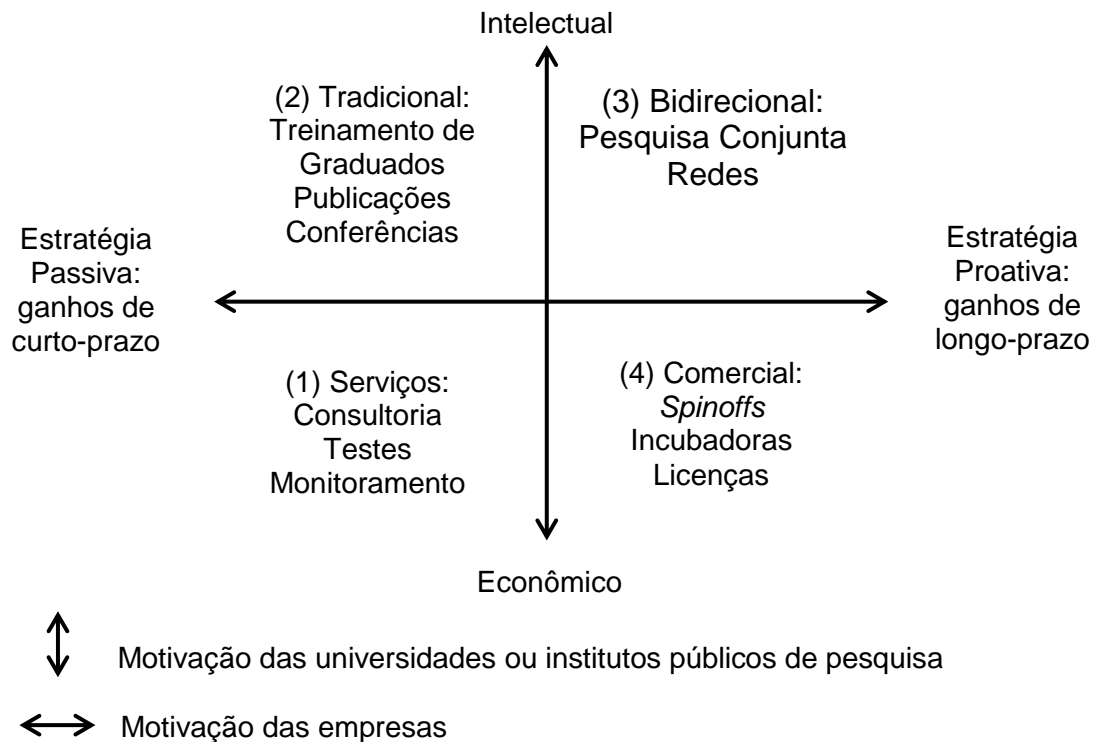 Intelectual
(2) Tradicional:
Treinamento de
Graduados
Publicações
Conferências
(3) Bidirecional:
Pesquisa Conjunta
Redes
Estratégia
Passiva:
ganhos de
curto-prazo
Estratégia
Proativa:
ganhos de
longo-prazo
(1) Serviços:
Consultoria
Testes
Monitoramento
(4) Comercial:
Spinoffs
Incubadoras
Licenças
Econômico
Motivação das universidades ou institutos públicos de pesquisa
Motivação das empresas